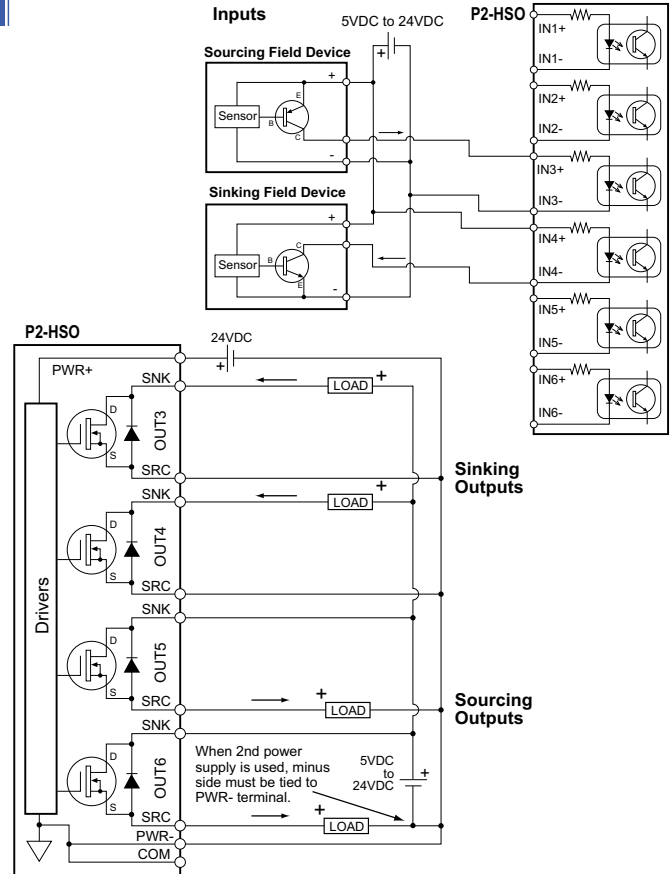 Inputs
5VDC to 24VDC
P2-HSO
Sourcing Field Device
+
+
E
Sensor
B
C
-
Sinking Field Device
+
C
Sensor
B
E
-
IN1+
IN1-
IN2+
IN2-
IN3+
IN3-
IN4+
IN4-
IN5+
IN5-
IN6+
IN6-
P2-HSO
24VDC
+
PWR+
SNK
LOAD
+
D
S
OUT3
SRC
Sinking
Outputs
SNK
LOAD
+
D
S
OUT4
SRC
Drivers
SNK
D
S
OUT5
SRC
+
LOAD
Sourcing
Outputs
SNK
D
S
OUT6
When 2nd power
supply is used, minus
side must be tied to
PWR- terminal.
5VDC
to
24VDC
+
SRC
+
LOAD
PWR-
COM